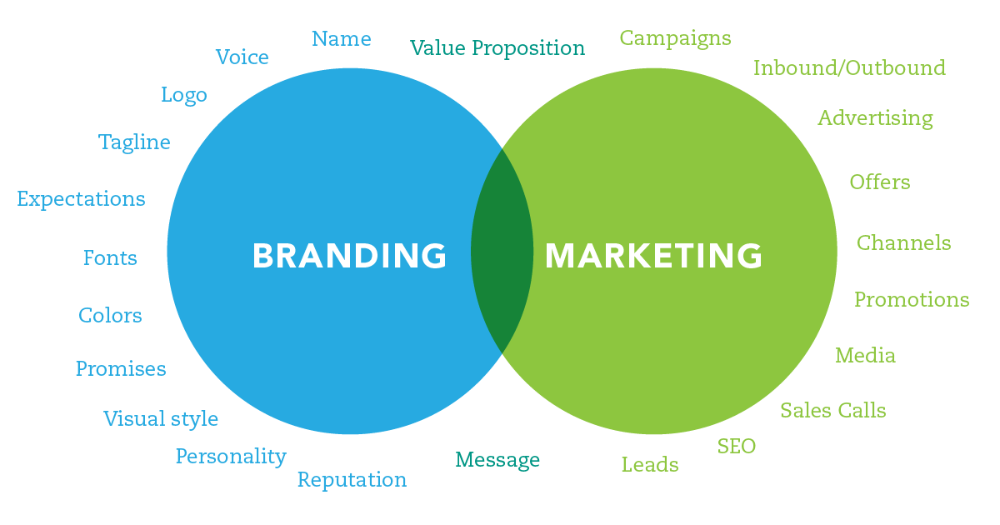 Name
Voice
Logo
Tagline
Expectations
Fonts
Colors
Promises
Visual style
Personality
Reputation
BRANDING
Value Proposition
Message
MARKETING
Campaigns
Inbound/Outbound
Advertising
Offers
Channels
Promotions
Media
Sales Calls
SEO
Leads